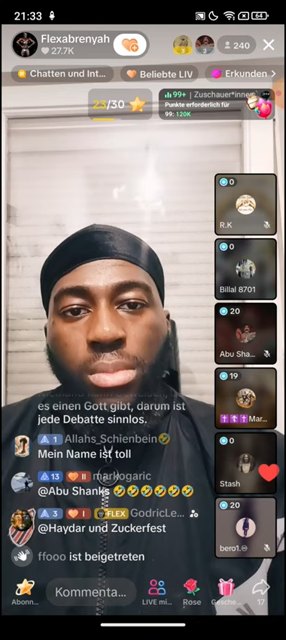 21:33
64
Flexabrenyah
27.7K
240
Chatten und Int...
Beliebte LIV
Erkunden
23/30
99+ | Zuschauer*innen
Punkte erforderlich für
99: 120K
0
R.K
0
Billal 8701
20
Abu Sha...
19
Mar...
0
Stash
20
bero1.
es einen Gott gibt, darum ist
jede Debatte sinnlos.
1 Allahs_Schienbein🤣
Mein Name ist toll
13 II markogaric
@Abu Shanks 🤣🤣🤣🤣🤣
3 I FLEX GodricLe...
@Haydar und Zuckerfest
ffooo ist beigetreten
Abonn...
Kommenta...
LIVE mi...
Rose
Gesche...
17